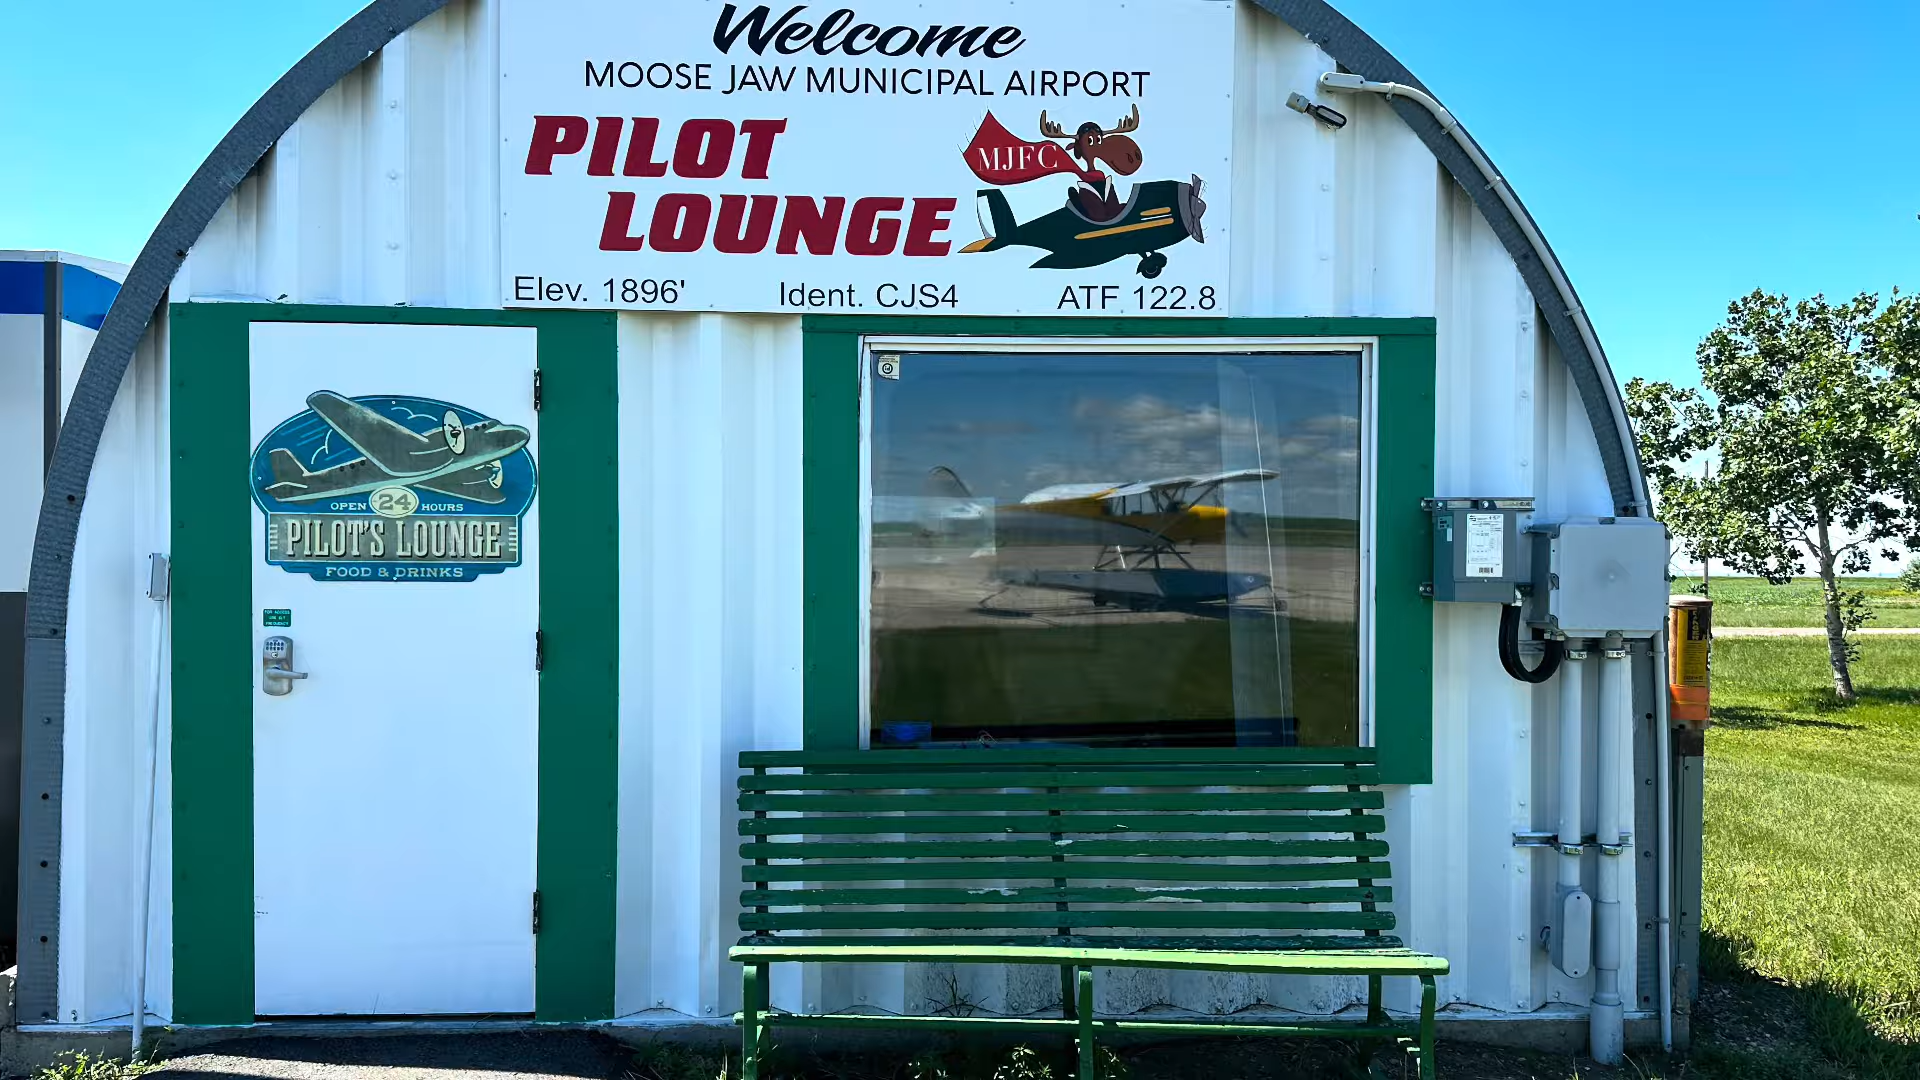 Welcome
MOOSE JAW MUNICIPAL AIRPORT
PILOT
LOUNGE
MJFC
Elev. 1896' Ident. CJS4 ATF 122.8
OPEN 24 HOURS
PILOT'S LOUNGE
FOOD & DRINKS